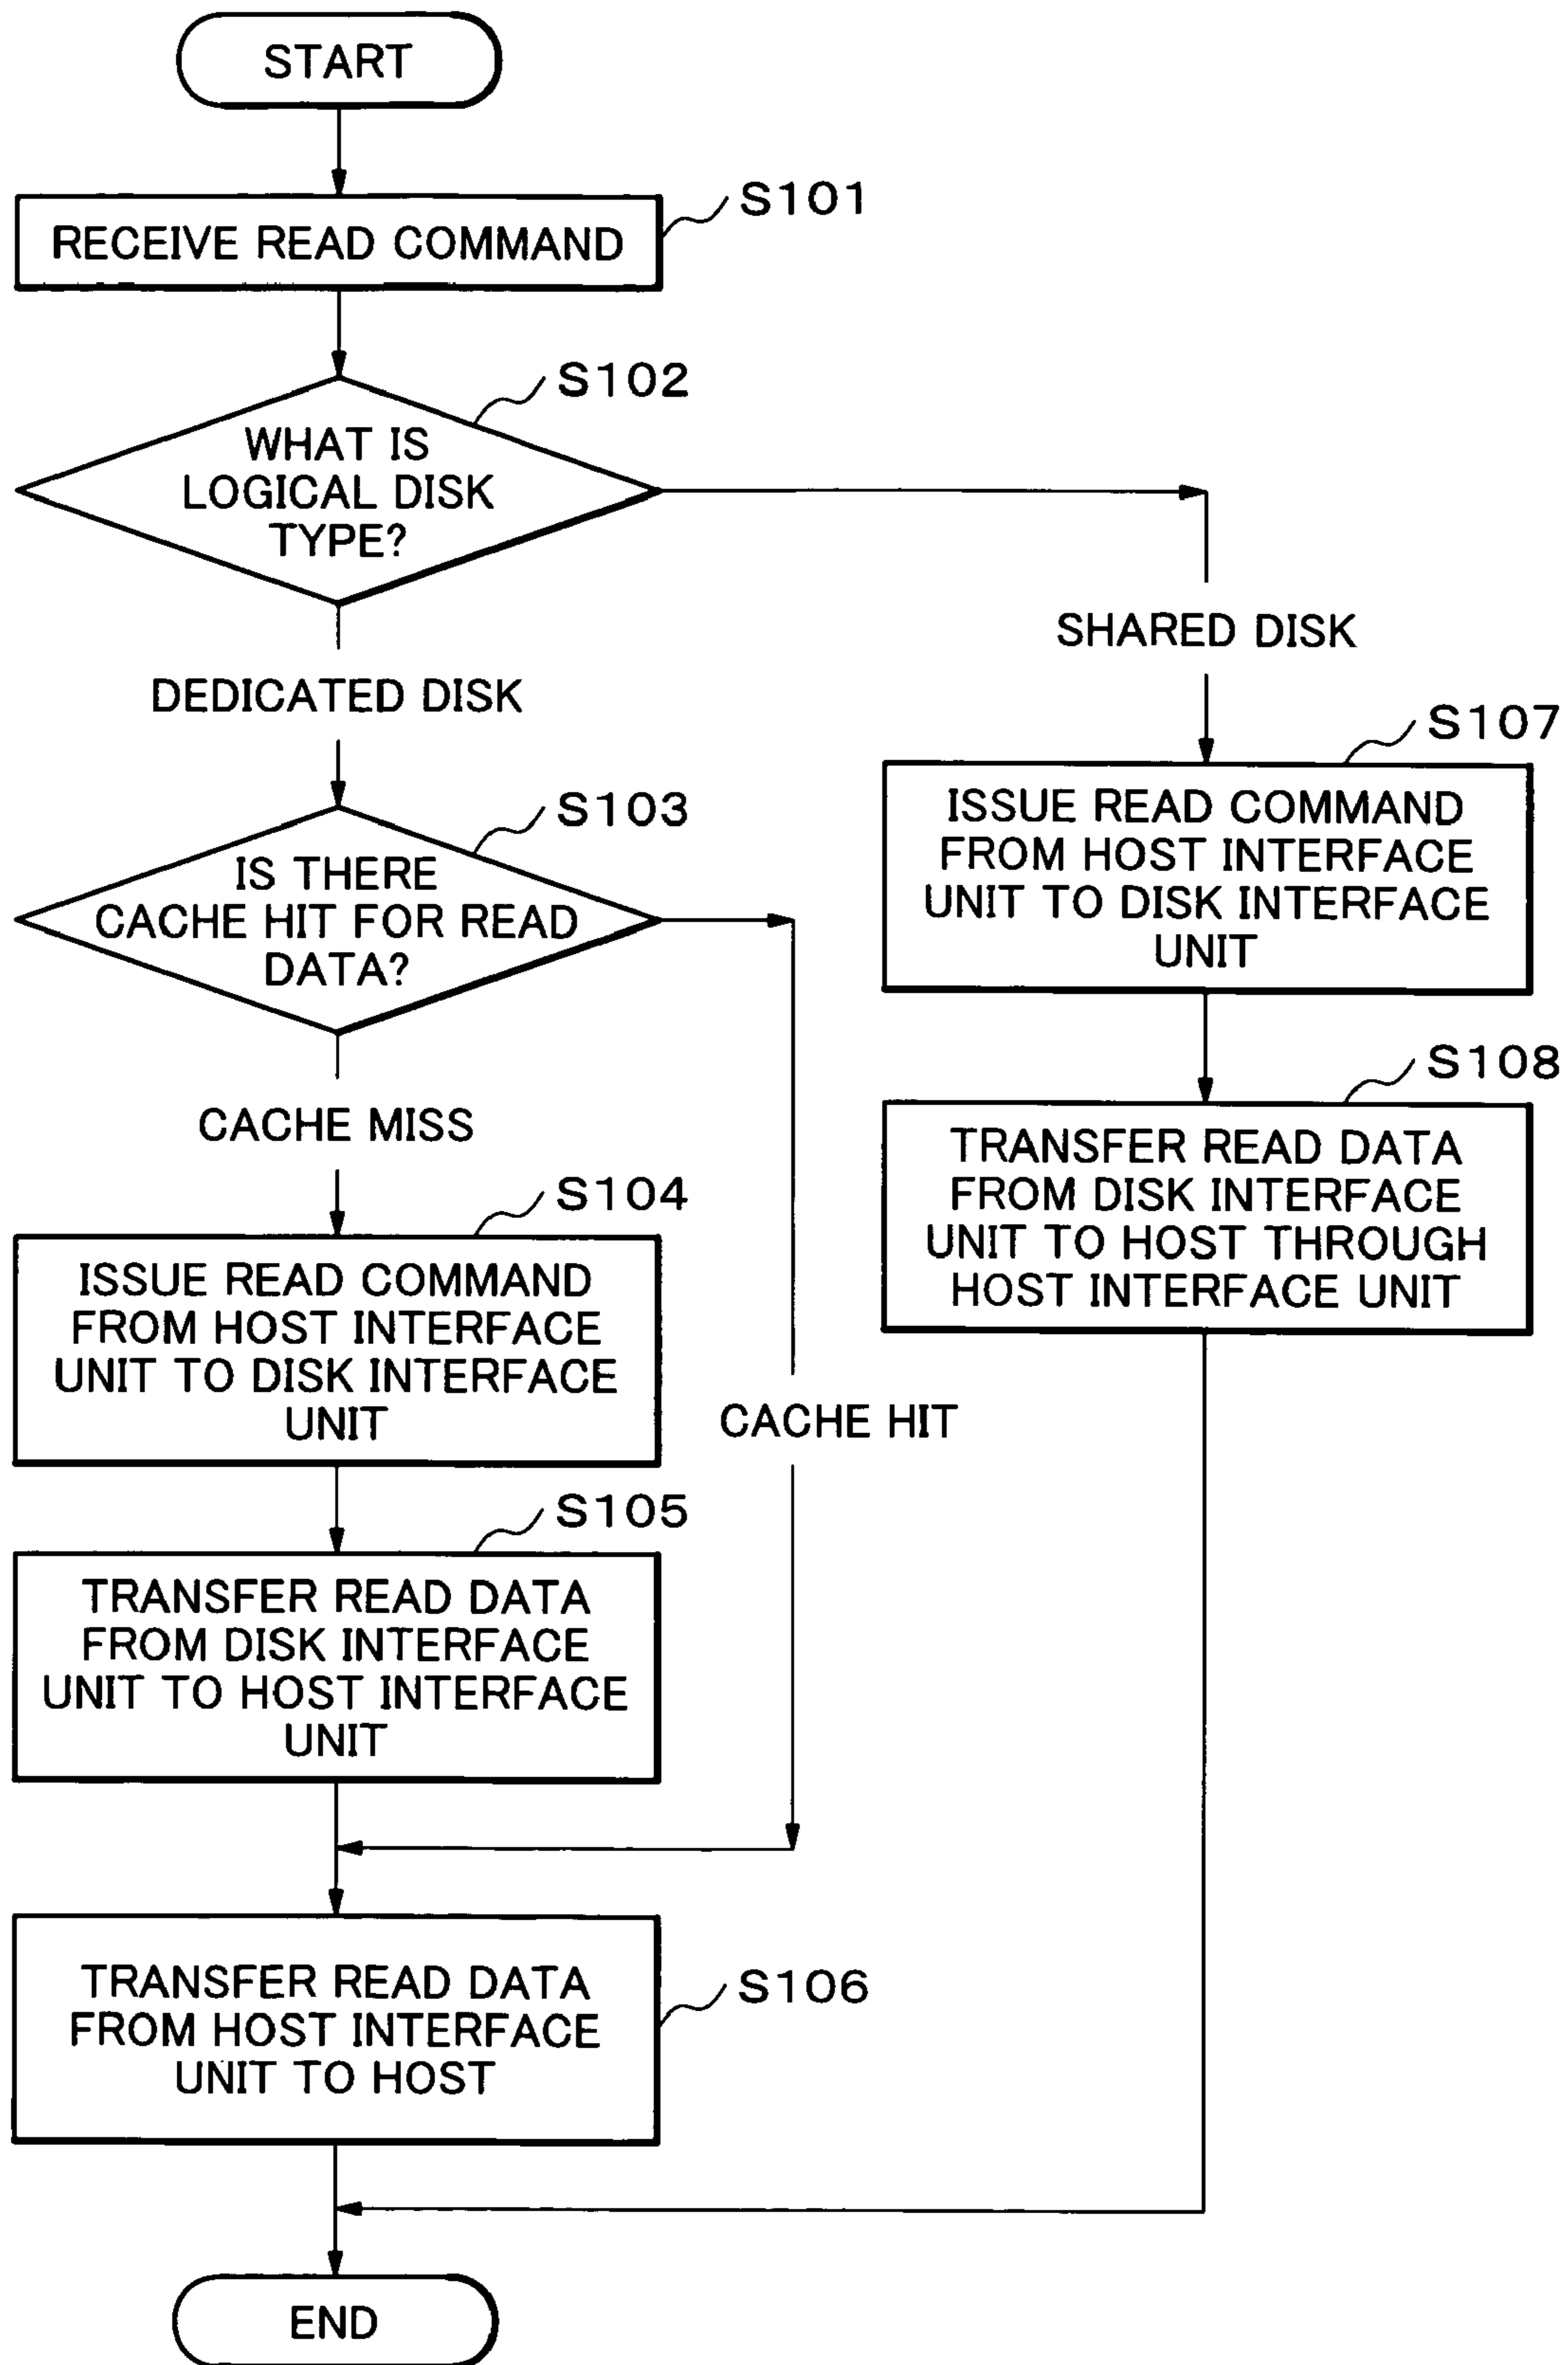 START
S101
RECEIVE READ COMMAND
S102
WHAT IS
LOGICAL DISK
TYPE?
SHARED DISK
DEDICATED DISK
S103
IS THERE
CACHE HIT FOR READ
DATA?
CACHE MISS
S104
ISSUE READ COMMAND
FROM HOST INTERFACE
UNIT TO DISK INTERFACE
UNIT
CACHE HIT
S105
TRANSFER READ DATA
FROM DISK INTERFACE
UNIT TO HOST INTERFACE
UNIT
S106
TRANSFER READ DATA
FROM HOST INTERFACE
UNIT TO HOST
S107
ISSUE READ COMMAND
FROM HOST INTERFACE
UNIT TO DISK INTERFACE
UNIT
S108
TRANSFER READ DATA
FROM DISK INTERFACE
UNIT TO HOST THROUGH
HOST INTERFACE UNIT
END